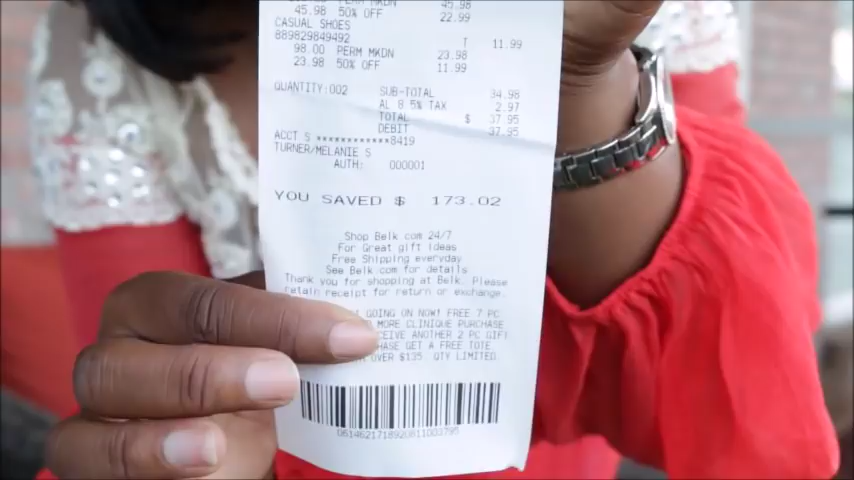 PERM MKDN 45.98
45.98 50% OFF 22.99
CASUAL SHOES
889829849492 T 11.99
98.00 PERM MKDN 23.98
23.98 50% OFF 11.99
QUANTITY:002 SUB-TOTAL 34.98
AL 8.5% TAX 2.97
TOTAL $ 37.95
DEBIT 37.95
ACCT $ ************8419
TURNER/MELANIE S
AUTH: 000001
YOU SAVED $ 173.02
Shop Belk.com 24/7
for Great gift ideas
Free Shipping everyday
See Belk.com for details
Thank you for shopping at Belk. Please
retain receipt for return or exchange.
GOING ON NOW! FREE 7 PC
MORE CLINIQUE PURCHASE
RECEIVE ANOTHER 2 PC GIFT
FREE TOTE
OVER $135. QTY LIMITED